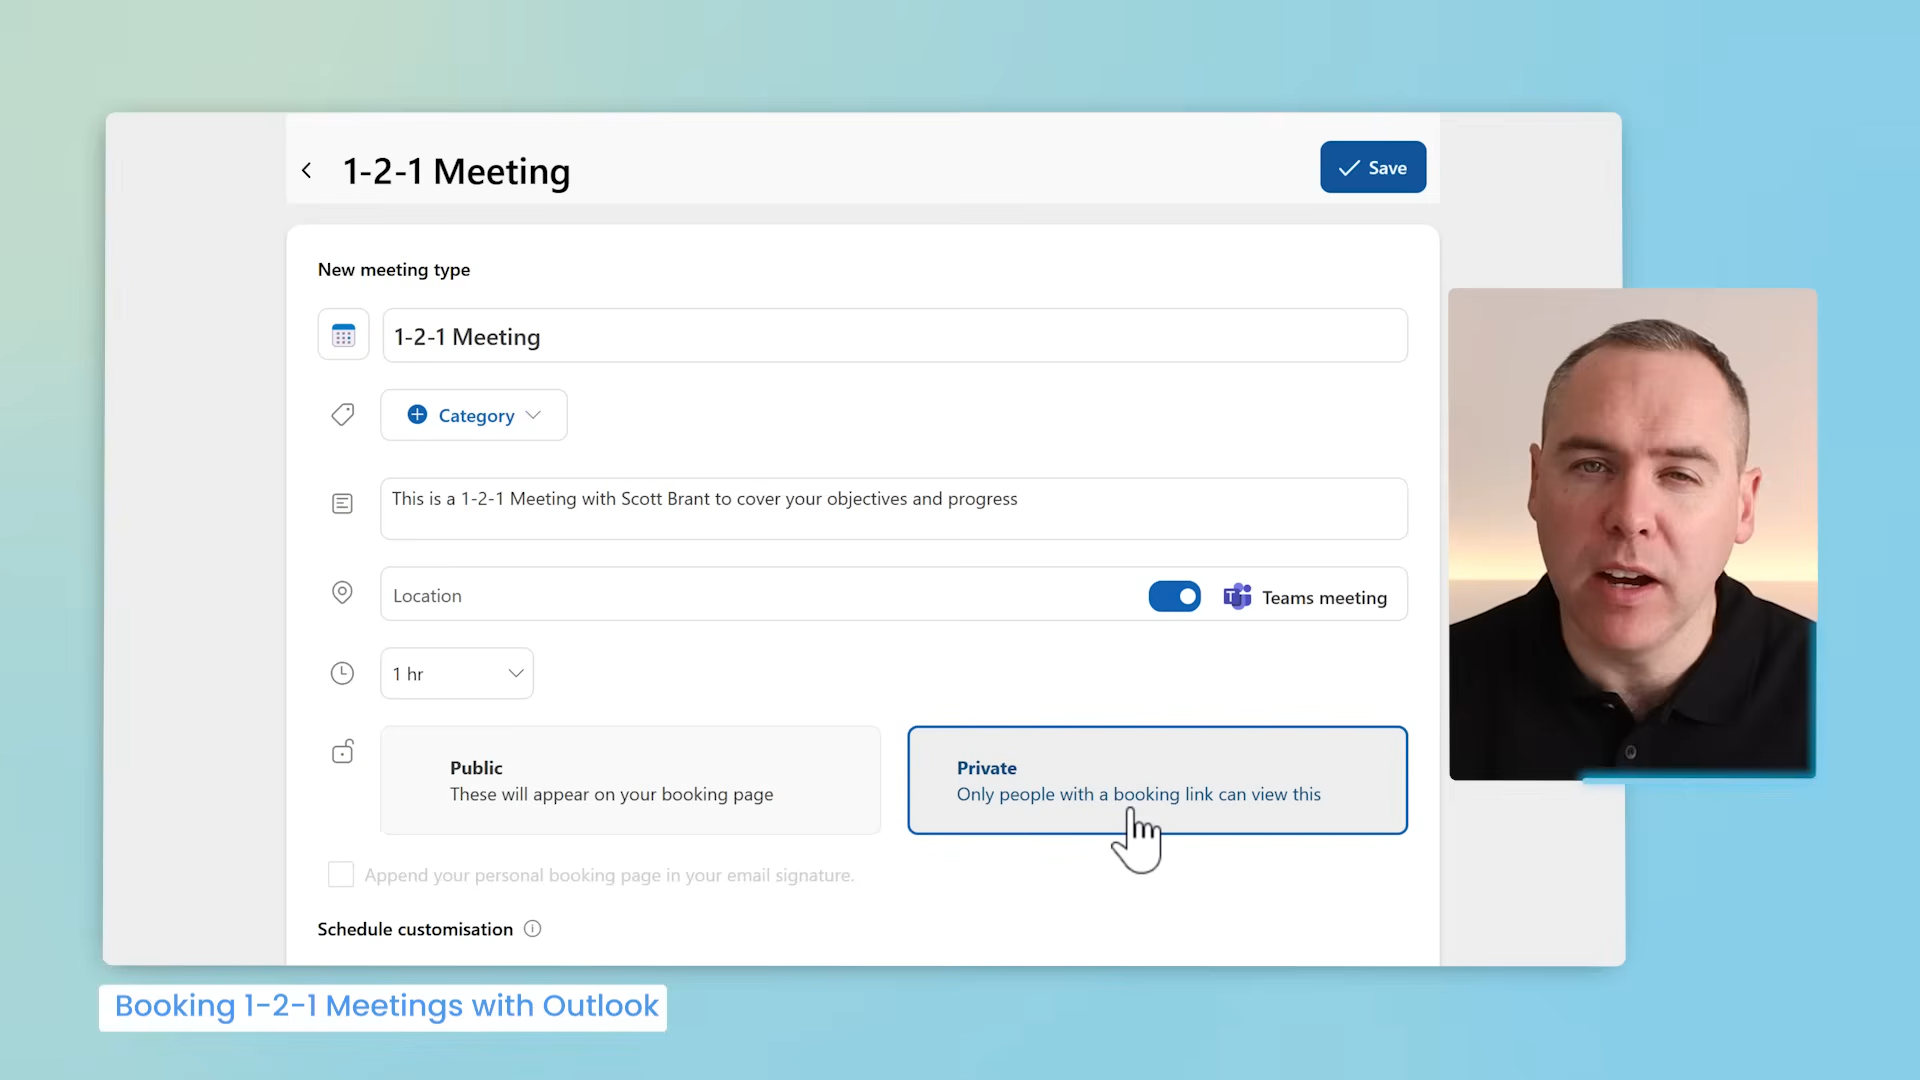 1-2-1 Meeting
Save
New meeting type
1-2-1 Meeting
Category
This is a 1-2-1 Meeting with Scott Brant to cover your objectives and progress
Location
Teams meeting
1 hr
Public
These will appear on your booking page
Private
Only people with a booking link can view this
Append your personal booking page in your email signature.
Schedule customisation
Booking 1-2-1 Meetings with Outlook